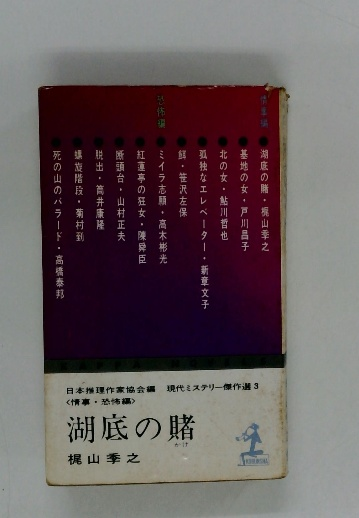 情事編
湖底の賭・梶山季之
基地の女・戸川昌子
北の女・鮎川哲也
孤独なエレベーター・新章文子
鱓・笹沢左保
恐怖編
ミイラ志願・高木彬光
紅蓮亭の狂女・陳舜臣
断頭台・山村正夫
脱出・筒井康隆
螺旋階段・菊村到
死の山のバラード・高橋泰邦
KAPPA NOVELS
日本推理作家協会編 現代ミステリー傑作選3
〈情事・恐怖編〉
湖底の賭
かけ
梶山季之